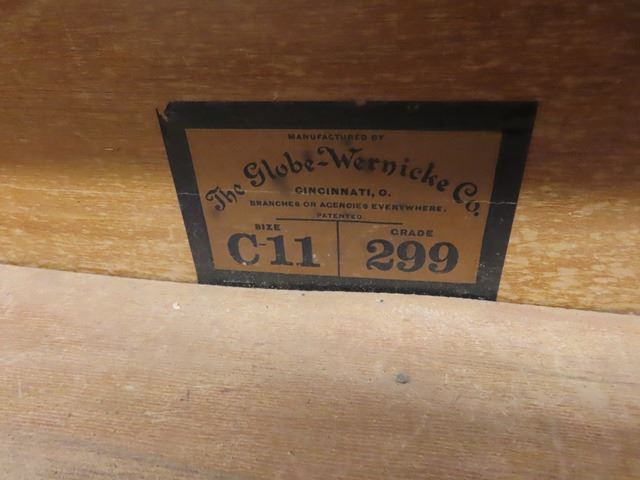 MANUFACTURED BY
The Globe-Wernicke Co.
CINCINNATI, O.
BRANCHES OR AGENCIES EVERYWHERE.
PATENTED
SIZE GRADE
C-11 299